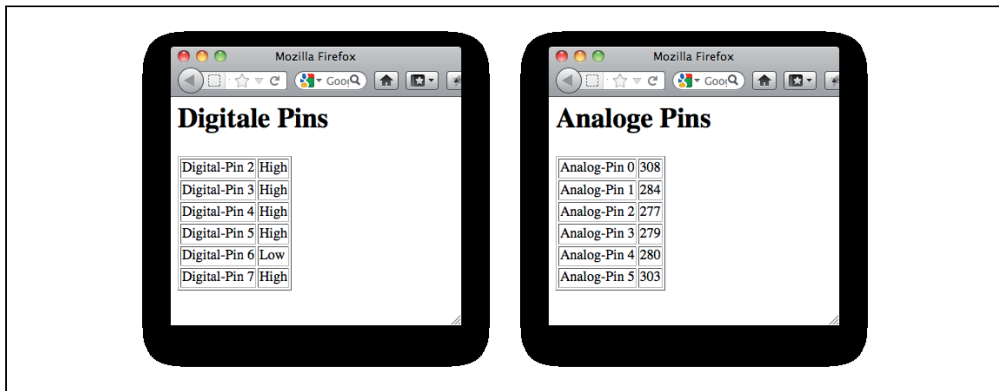 Mozilla Firefox
Goo
Digitale Pins
Digital-Pin 2 High
Digital-Pin 3 High
Digital-Pin 4 High
Digital-Pin 5 High
Digital-Pin 6 Low
Digital-Pin 7 High
Mozilla Firefox
Goo
Analoge Pins
Analog-Pin 0 308
Analog-Pin 1 284
Analog-Pin 2 277
Analog-Pin 3 279
Analog-Pin 4 280
Analog-Pin 5 303